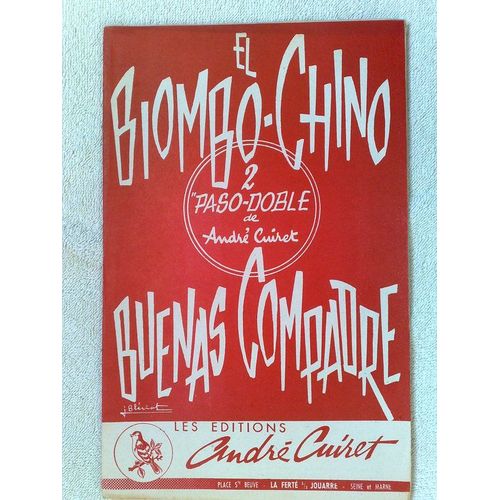 EL
BIOMBO-CHINO
2
"PASO-DOBLE
de
André Cuiret
BUENAS COMPADRE
LES EDITIONS
André Cuiret
PLACE Ste BEUVE - LA FERTÉ s/s JOUARRE - SEINE et MARNE